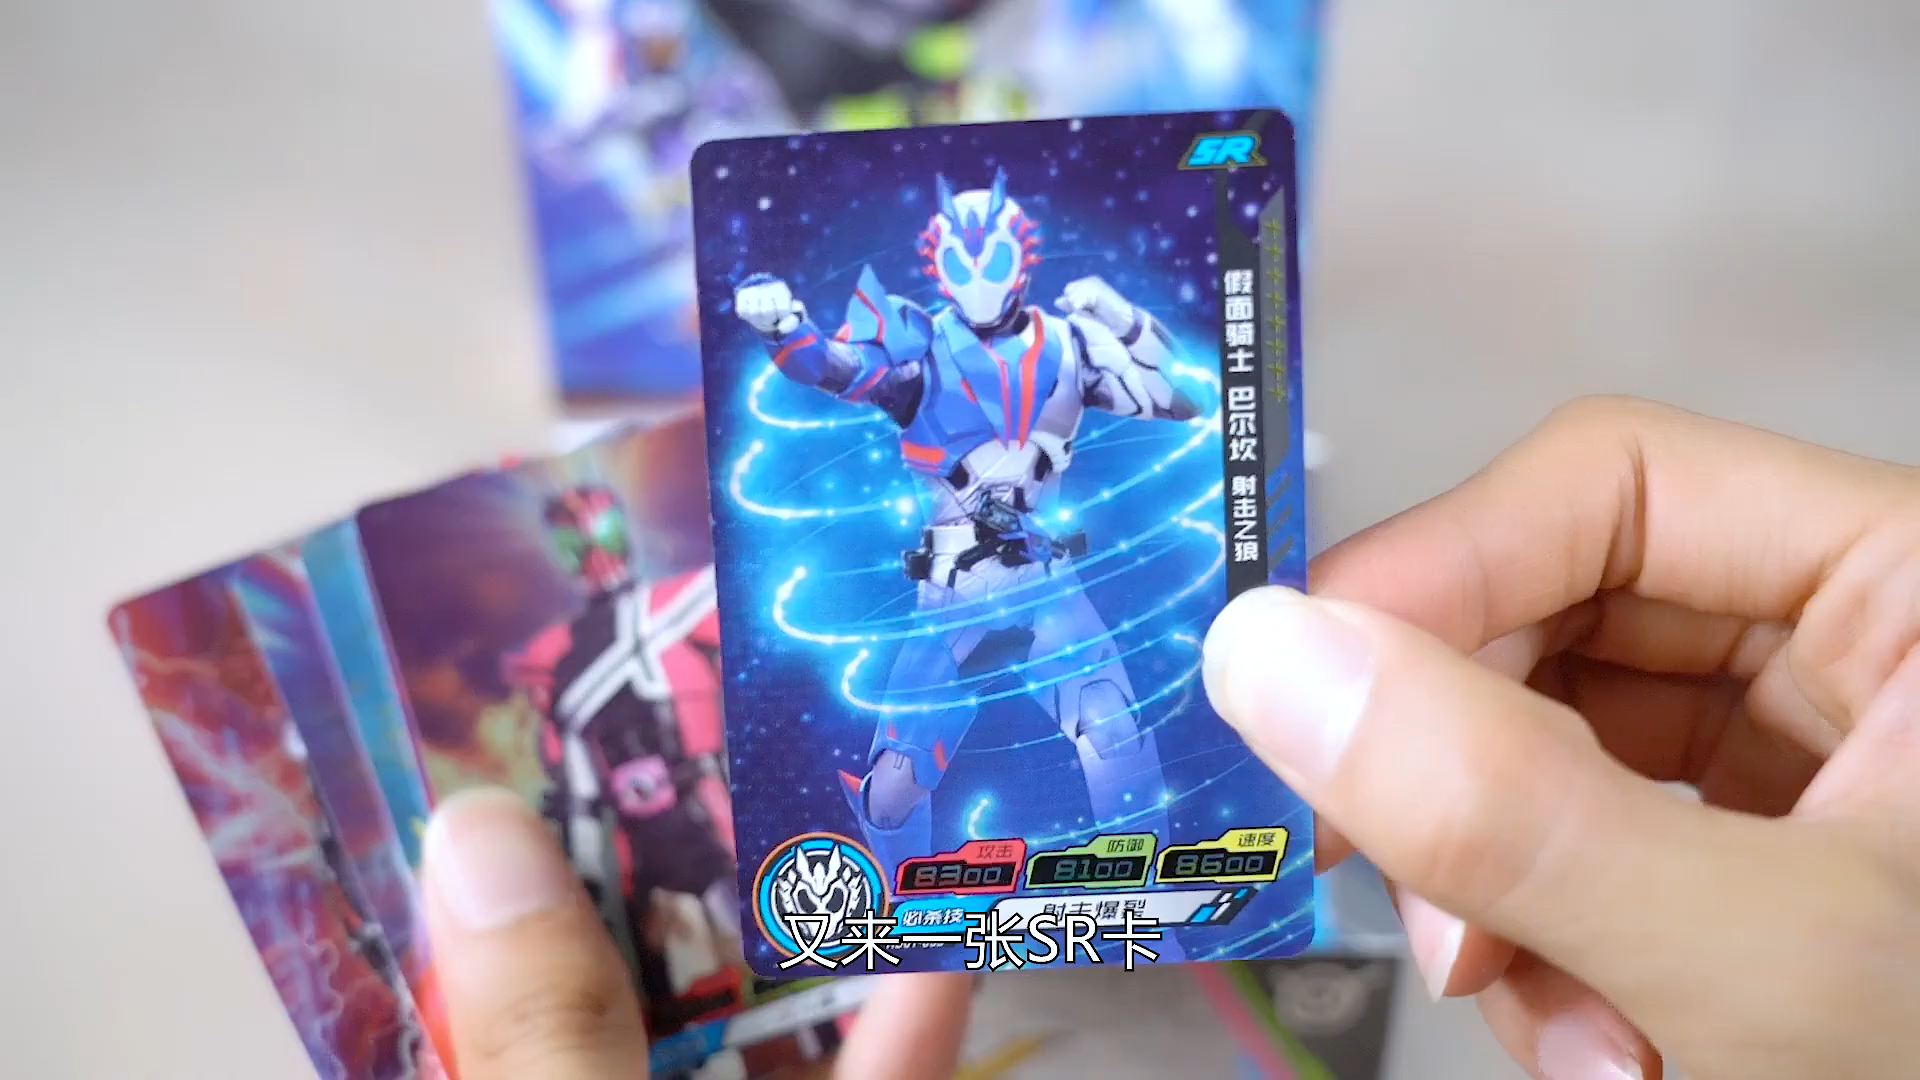 SR
假面骑士 巴尔坎 射击之狼
攻击
8300
防御
8100
速度
8600
必杀技
射击爆裂
又来一张SR卡